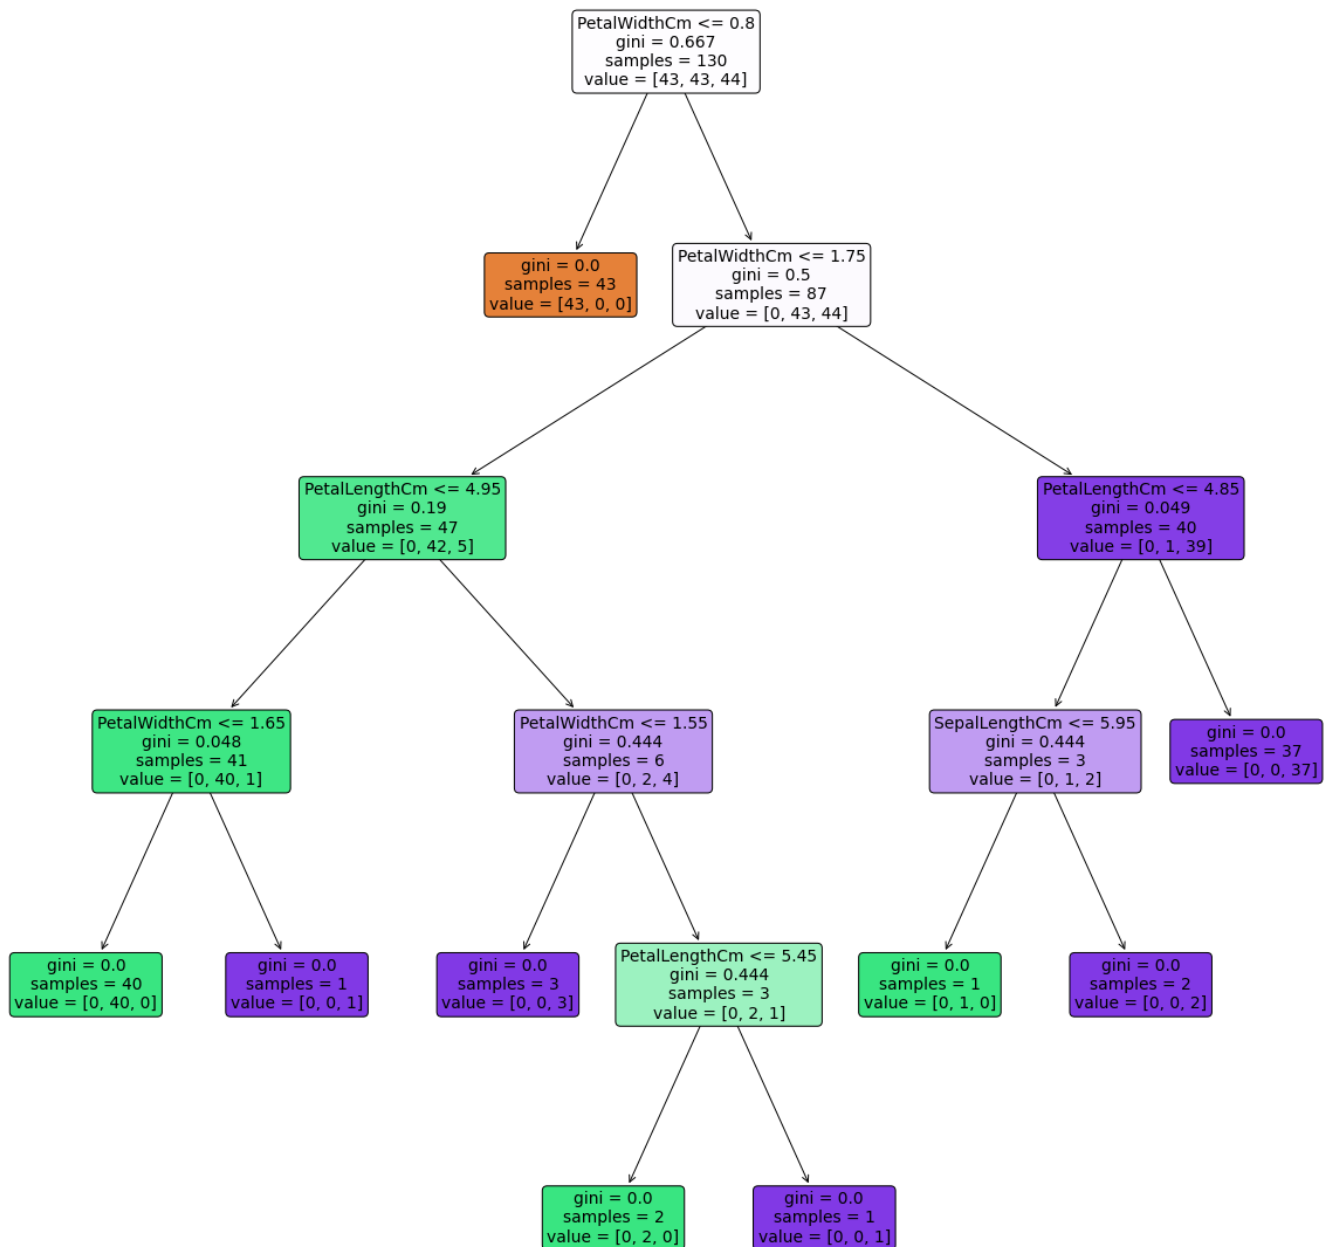 PetalWidthCm <= 0.8
gini = 0.667
samples = 130
value = [43, 43, 44]
gini = 0.0
samples = 43
value = [43, 0, 0]
PetalWidthCm <= 1.75
gini = 0.5
samples = 87
value = [0, 43, 44]
PetalLengthCm <= 4.95
gini = 0.19
samples = 47
value = [0, 42, 5]
PetalLengthCm <= 4.85
gini = 0.049
samples = 40
value = [0, 1, 39]
PetalWidthCm <= 1.65
gini = 0.048
samples = 41
value = [0, 40, 1]
PetalWidthCm <= 1.55
gini = 0.444
samples = 6
value = [0, 2, 4]
SepalLengthCm <= 5.95
gini = 0.444
samples = 3
value = [0, 1, 2]
gini = 0.0
samples = 37
value = [0, 0, 37]
gini = 0.0
samples = 40
value = [0, 40, 0]
gini = 0.0
samples = 1
value = [0, 0, 1]
gini = 0.0
samples = 3
value = [0, 0, 3]
PetalLengthCm <= 5.45
gini = 0.444
samples = 3
value = [0, 2, 1]
gini = 0.0
samples = 1
value = [0, 1, 0]
gini = 0.0
samples = 2
value = [0, 0, 2]
gini = 0.0
samples = 2
value = [0, 2, 0]
gini = 0.0
samples = 1
value = [0, 0, 1]